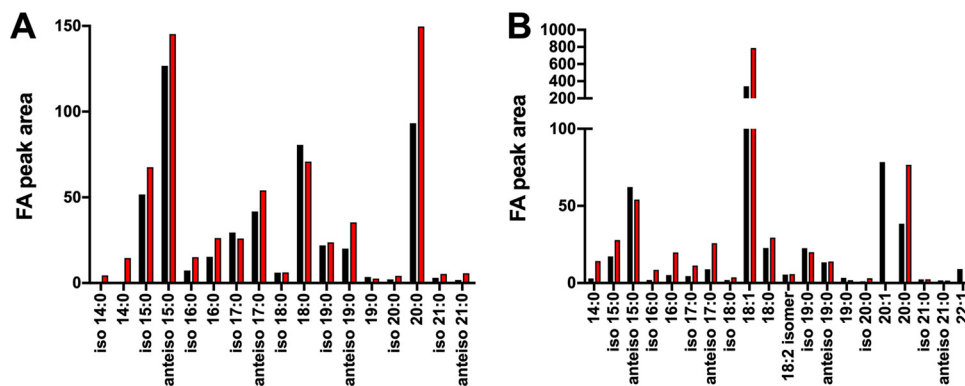 A
FA peak area
150
100
50
0
iso 14:0
14:0
iso 15:0
anteiso 15:0
iso 16:0
16:0
iso 17:0
anteiso 17:0
iso 18:0
18:0
iso 19:0
anteiso 19:0
19:0
iso 20:0
20:0
iso 21:0
anteiso 21:0
B
FA peak area
1000
800
600
400
200
100
50
0
14:0
iso 15:0
anteiso 15:0
iso 16:0
16:0
iso 17:0
anteiso 17:0
iso 18:0
18:1
18:0
18:2 isomer
iso 19:0
anteiso 19:0
19:0
iso 20:0
20:1
20:0
iso 21:0
anteiso 21:0
22:1